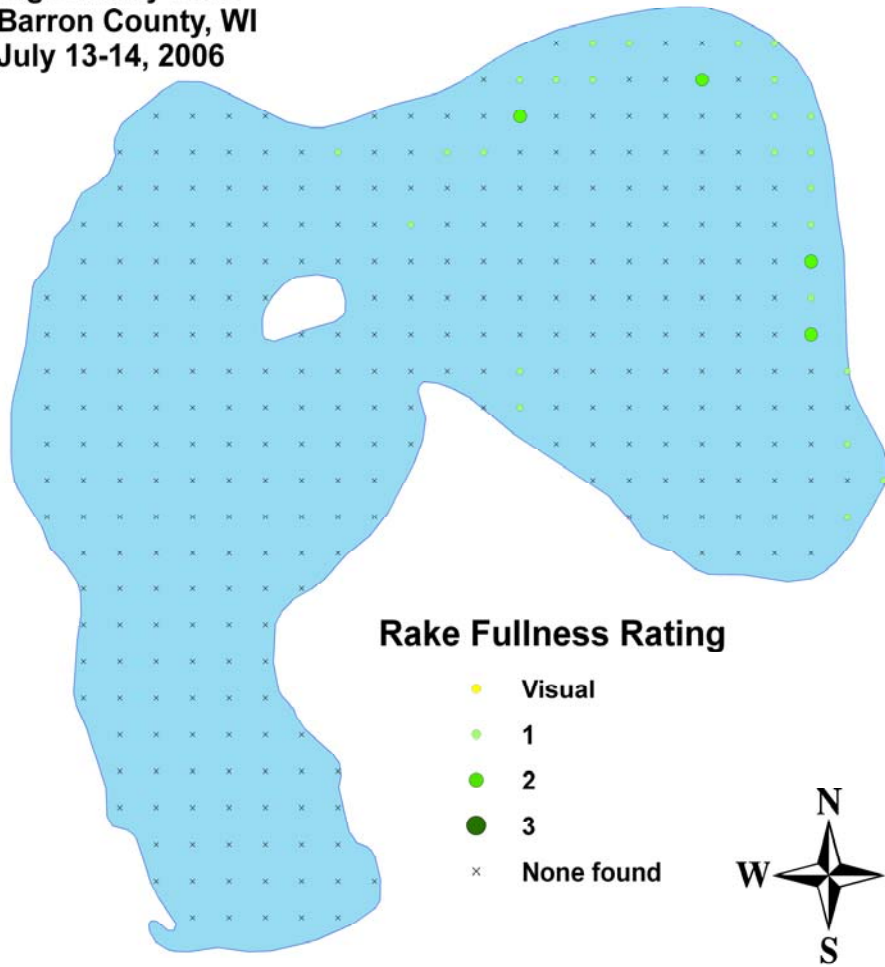 Barron County, WI
July 13-14, 2006
Rake Fullness Rating
Visual
1
2
3
None found
N
W
S